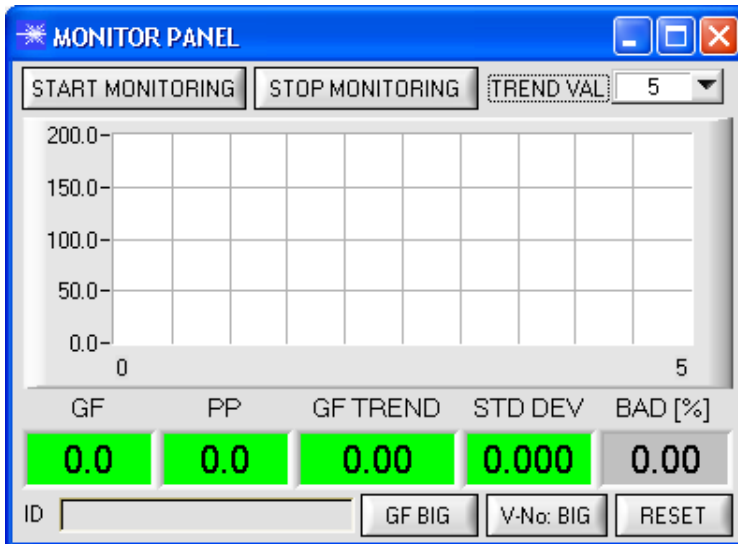 MONITOR PANEL
START MONITORING STOP MONITORING TREND VAL 5
200.0
150.0
100.0
50.0
0.0
0 5
GF PP GF TREND STD DEV BAD [%]
0.0 0.0 0.00 0.000 0.00
ID GF BIG V-No: BIG RESET